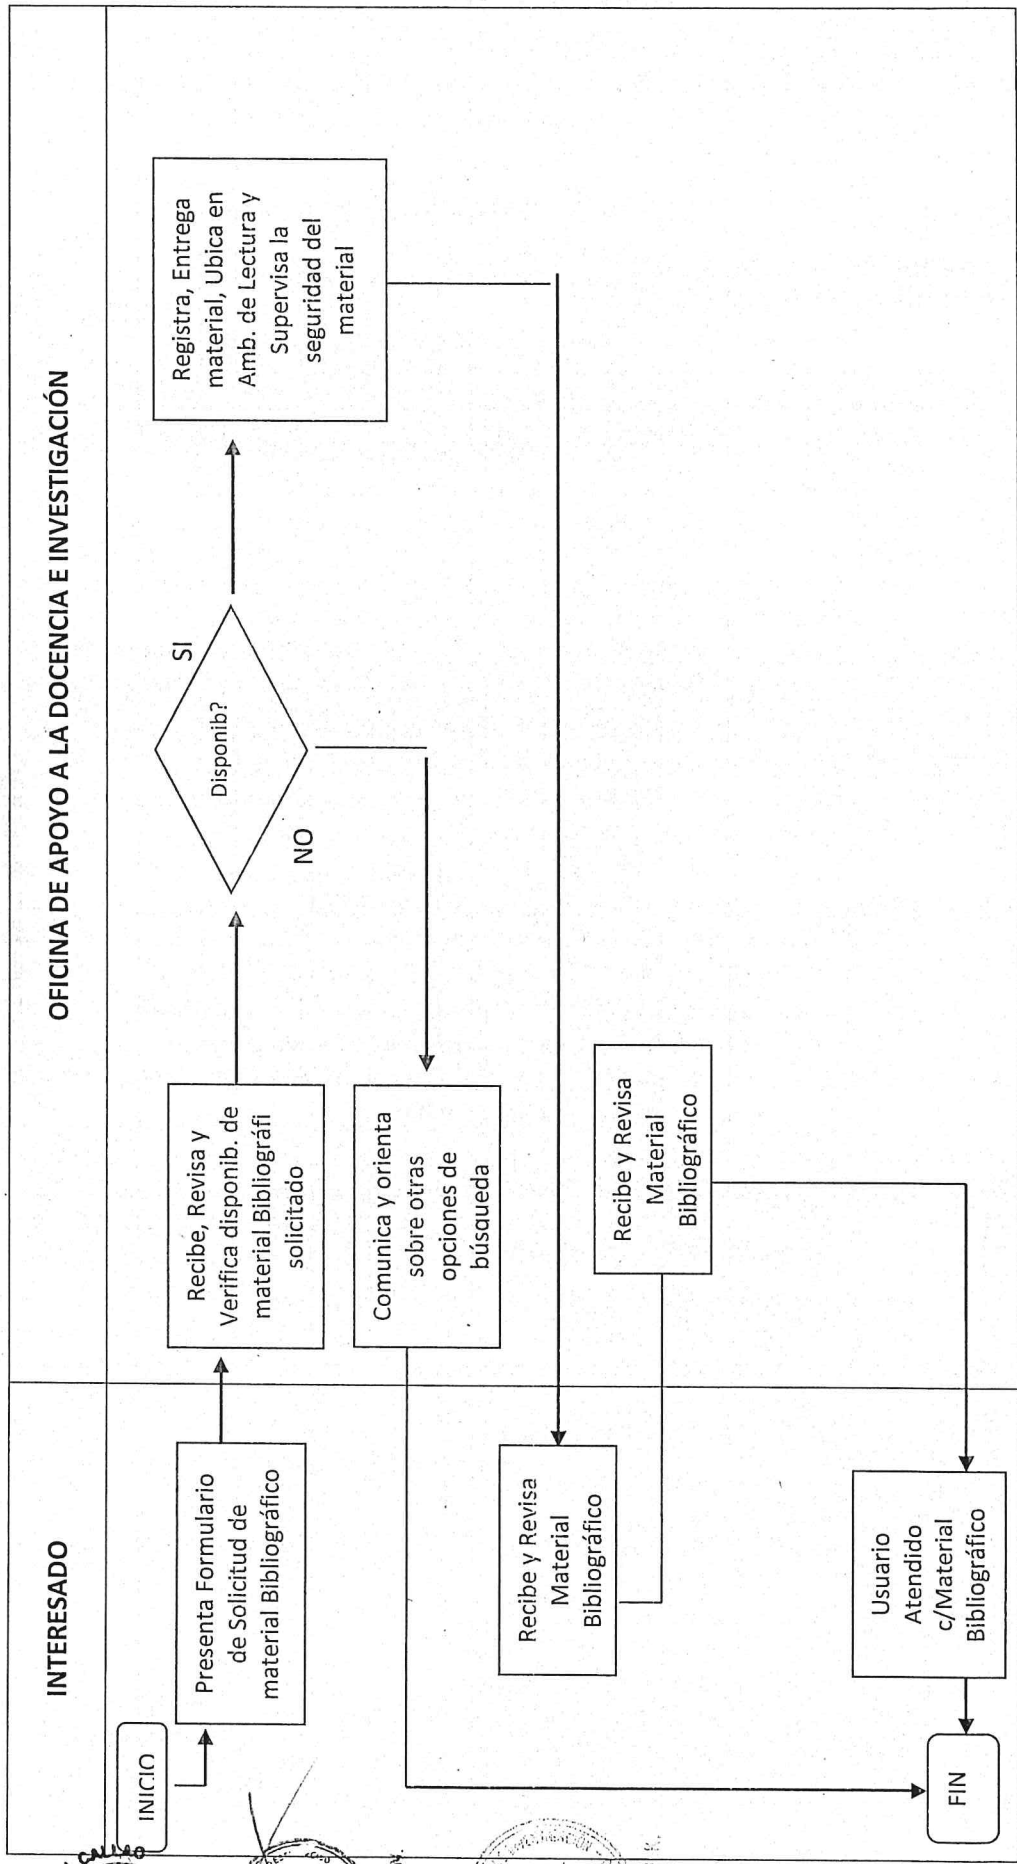 INTERESADO
OFICINA DE APOYO A LA DOCENCIA E INVESTIGACIÓN
INICIO
Presenta Formulario
de Solicitud de
material Bibliográfico
Recibe, Revisa y
Verifica disponib. de
material Bibliográfi
solicitado
Disponib?
SI
NO
Registra, Entrega
material, Ubica en
Amb. de Lectura y
Supervisa la
seguridad del
material
Comunica y orienta
sobre otras
opciones de
búsqueda
Recibe y Revisa
Material
Bibliográfico
Recibe y Revisa
Material
Bibliográfico
Usuario
Atendido
c/Material
Bibliográfico
FIN